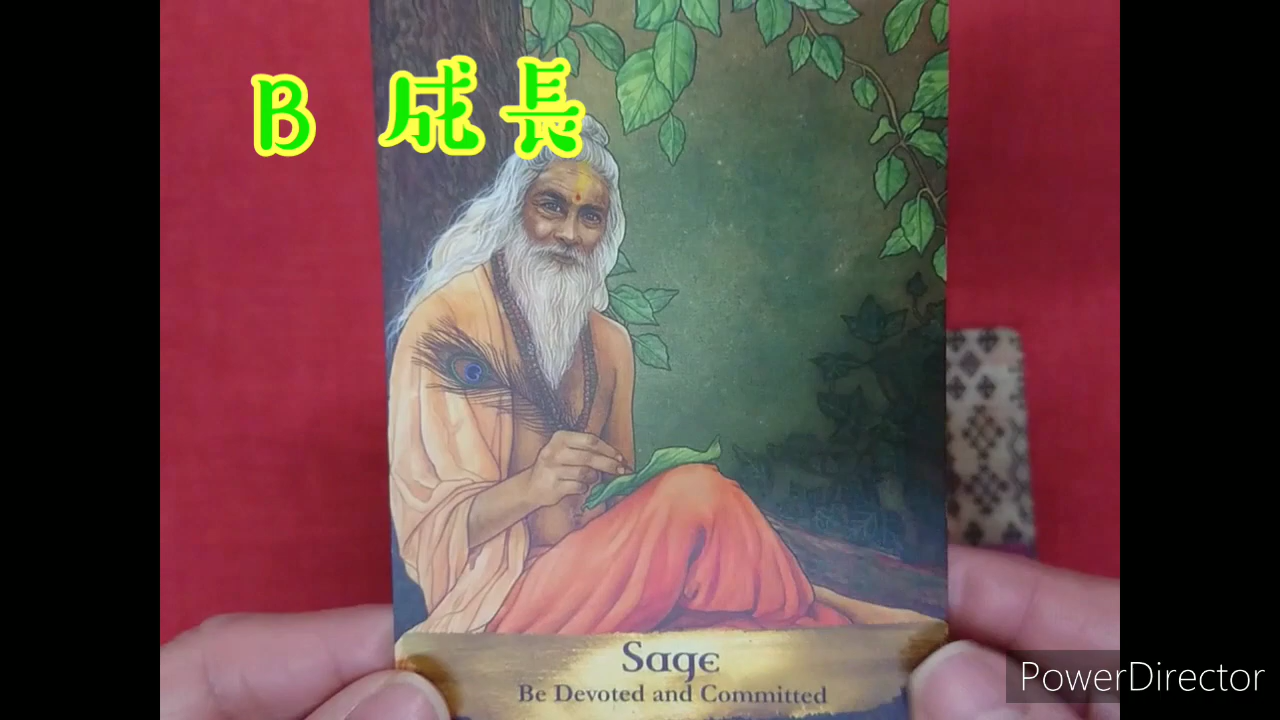 B 成長
Sage
Be Devoted and Committed
PowerDirector